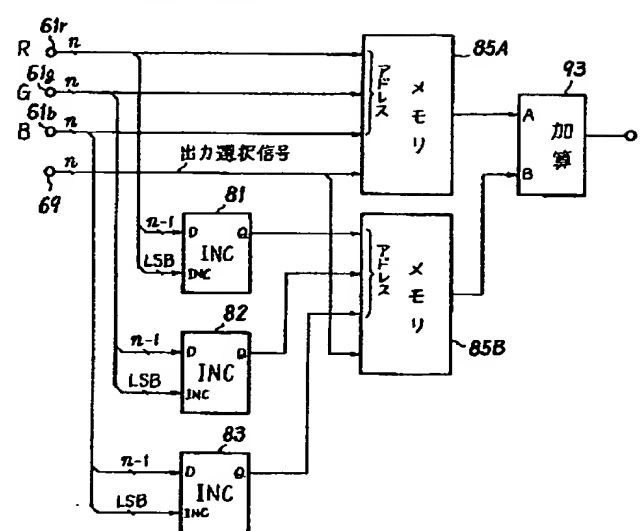 61r
R n
61g
G n
61b
B n
n
69
出力選択信号
85A
アドレス
メモリ
93
A
B
加算
81
n-1
D Q
INC
LSB
INC
82
n-1
D Q
INC
LSB
INC
83
n-1
D Q
INC
LSB
INC
アドレス
メモリ
85B